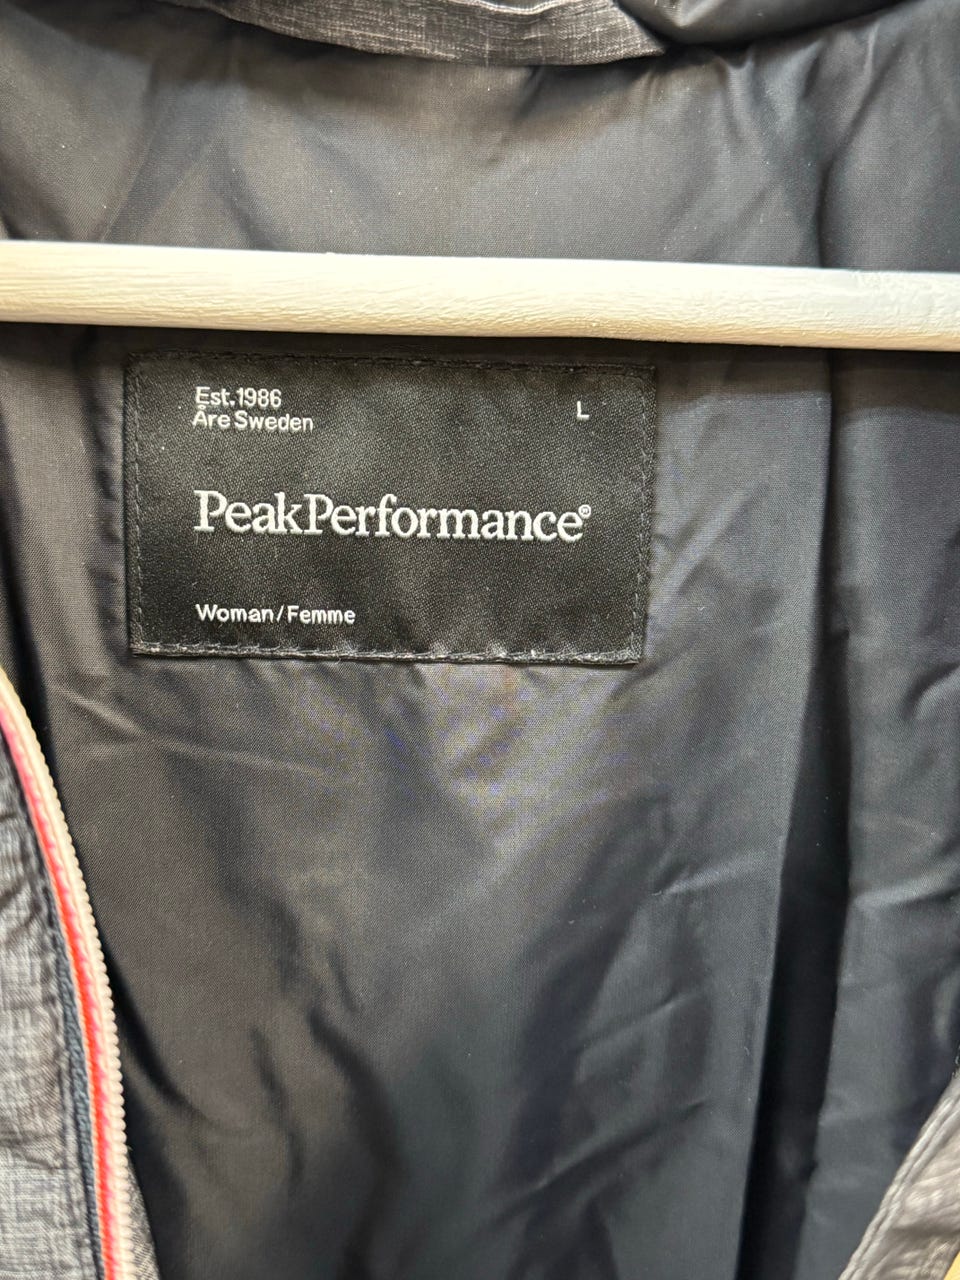 Est.1986
L
Åre Sweden
PeakPerformance®
Woman/Femme